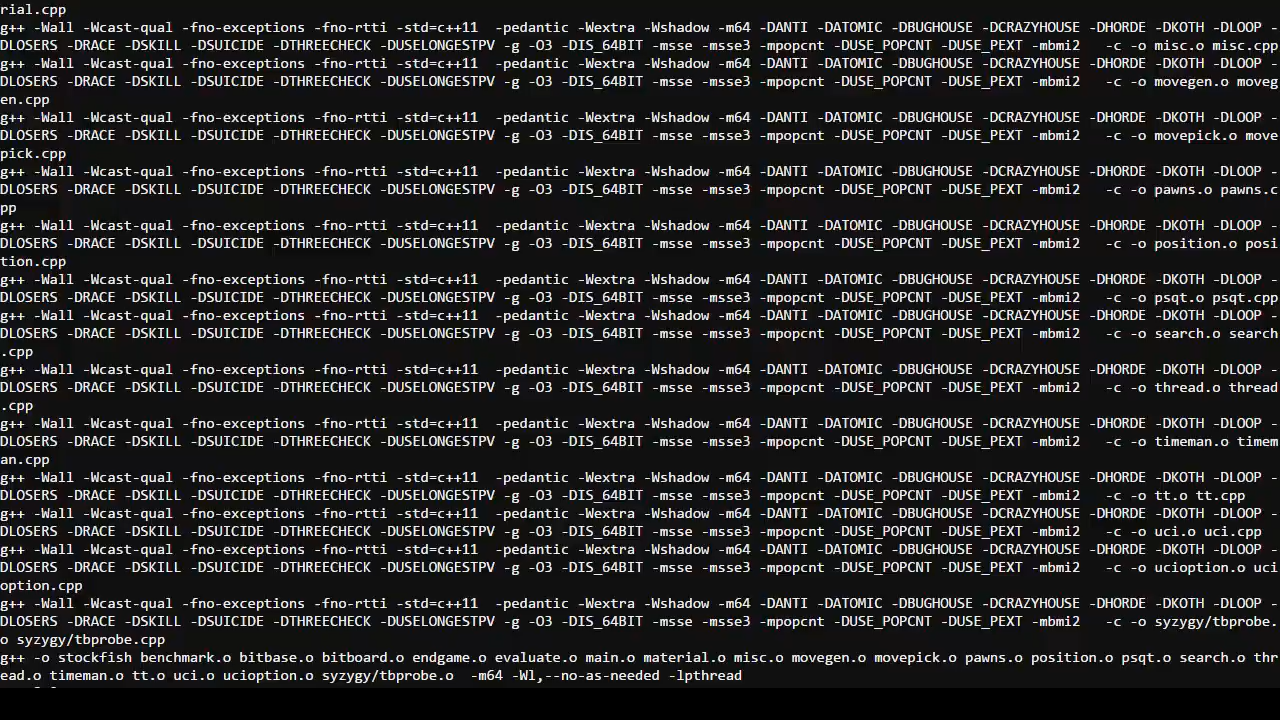 rial.cpp
g++ -Wall -Wcast-qual -fno-exceptions -fno-rtti -std=c++11  -pedantic -Wextra -Wshadow -m64 -DANTI -DATOMIC -DBUGHOUSE -DCRAZYHOUSE -DHORDE -DKOTH -DLOOP -
DLOSERS -DRACE -DSKILL -DSUICIDE -DTHREECHECK -DUSELONGESTPV -g -O3 -DIS_64BIT -msse -msse3 -mpopcnt -DUSE_POPCNT -DUSE_PEXT -mbmi2   -c -o misc.o misc.cpp
g++ -Wall -Wcast-qual -fno-exceptions -fno-rtti -std=c++11  -pedantic -Wextra -Wshadow -m64 -DANTI -DATOMIC -DBUGHOUSE -DCRAZYHOUSE -DHORDE -DKOTH -DLOOP -
DLOSERS -DRACE -DSKILL -DSUICIDE -DTHREECHECK -DUSELONGESTPV -g -O3 -DIS_64BIT -msse -msse3 -mpopcnt -DUSE_POPCNT -DUSE_PEXT -mbmi2   -c -o movegen.o moveg
en.cpp
g++ -Wall -Wcast-qual -fno-exceptions -fno-rtti -std=c++11  -pedantic -Wextra -Wshadow -m64 -DANTI -DATOMIC -DBUGHOUSE -DCRAZYHOUSE -DHORDE -DKOTH -DLOOP -
DLOSERS -DRACE -DSKILL -DSUICIDE -DTHREECHECK -DUSELONGESTPV -g -O3 -DIS_64BIT -msse -msse3 -mpopcnt -DUSE_POPCNT -DUSE_PEXT -mbmi2   -c -o movepick.o move
pick.cpp
g++ -Wall -Wcast-qual -fno-exceptions -fno-rtti -std=c++11  -pedantic -Wextra -Wshadow -m64 -DANTI -DATOMIC -DBUGHOUSE -DCRAZYHOUSE -DHORDE -DKOTH -DLOOP -
DLOSERS -DRACE -DSKILL -DSUICIDE -DTHREECHECK -DUSELONGESTPV -g -O3 -DIS_64BIT -msse -msse3 -mpopcnt -DUSE_POPCNT -DUSE_PEXT -mbmi2   -c -o pawns.o pawns.c
pp
g++ -Wall -Wcast-qual -fno-exceptions -fno-rtti -std=c++11  -pedantic -Wextra -Wshadow -m64 -DANTI -DATOMIC -DBUGHOUSE -DCRAZYHOUSE -DHORDE -DKOTH -DLOOP -
DLOSERS -DRACE -DSKILL -DSUICIDE -DTHREECHECK -DUSELONGESTPV -g -O3 -DIS_64BIT -msse -msse3 -mpopcnt -DUSE_POPCNT -DUSE_PEXT -mbmi2   -c -o position.o posi
tion.cpp
g++ -Wall -Wcast-qual -fno-exceptions -fno-rtti -std=c++11  -pedantic -Wextra -Wshadow -m64 -DANTI -DATOMIC -DBUGHOUSE -DCRAZYHOUSE -DHORDE -DKOTH -DLOOP -
DLOSERS -DRACE -DSKILL -DSUICIDE -DTHREECHECK -DUSELONGESTPV -g -O3 -DIS_64BIT -msse -msse3 -mpopcnt -DUSE_POPCNT -DUSE_PEXT -mbmi2   -c -o psqt.o psqt.cpp
g++ -Wall -Wcast-qual -fno-exceptions -fno-rtti -std=c++11  -pedantic -Wextra -Wshadow -m64 -DANTI -DATOMIC -DBUGHOUSE -DCRAZYHOUSE -DHORDE -DKOTH -DLOOP -
DLOSERS -DRACE -DSKILL -DSUICIDE -DTHREECHECK -DUSELONGESTPV -g -O3 -DIS_64BIT -msse -msse3 -mpopcnt -DUSE_POPCNT -DUSE_PEXT -mbmi2   -c -o search.o search
.cpp
g++ -Wall -Wcast-qual -fno-exceptions -fno-rtti -std=c++11  -pedantic -Wextra -Wshadow -m64 -DANTI -DATOMIC -DBUGHOUSE -DCRAZYHOUSE -DHORDE -DKOTH -DLOOP -
DLOSERS -DRACE -DSKILL -DSUICIDE -DTHREECHECK -DUSELONGESTPV -g -O3 -DIS_64BIT -msse -msse3 -mpopcnt -DUSE_POPCNT -DUSE_PEXT -mbmi2   -c -o thread.o thread
.cpp
g++ -Wall -Wcast-qual -fno-exceptions -fno-rtti -std=c++11  -pedantic -Wextra -Wshadow -m64 -DANTI -DATOMIC -DBUGHOUSE -DCRAZYHOUSE -DHORDE -DKOTH -DLOOP -
DLOSERS -DRACE -DSKILL -DSUICIDE -DTHREECHECK -DUSELONGESTPV -g -O3 -DIS_64BIT -msse -msse3 -mpopcnt -DUSE_POPCNT -DUSE_PEXT -mbmi2   -c -o timeman.o timem
an.cpp
g++ -Wall -Wcast-qual -fno-exceptions -fno-rtti -std=c++11  -pedantic -Wextra -Wshadow -m64 -DANTI -DATOMIC -DBUGHOUSE -DCRAZYHOUSE -DHORDE -DKOTH -DLOOP -
DLOSERS -DRACE -DSKILL -DSUICIDE -DTHREECHECK -DUSELONGESTPV -g -O3 -DIS_64BIT -msse -msse3 -mpopcnt -DUSE_POPCNT -DUSE_PEXT -mbmi2   -c -o tt.o tt.cpp
g++ -Wall -Wcast-qual -fno-exceptions -fno-rtti -std=c++11  -pedantic -Wextra -Wshadow -m64 -DANTI -DATOMIC -DBUGHOUSE -DCRAZYHOUSE -DHORDE -DKOTH -DLOOP -
DLOSERS -DRACE -DSKILL -DSUICIDE -DTHREECHECK -DUSELONGESTPV -g -O3 -DIS_64BIT -msse -msse3 -mpopcnt -DUSE_POPCNT -DUSE_PEXT -mbmi2   -c -o uci.o uci.cpp
g++ -Wall -Wcast-qual -fno-exceptions -fno-rtti -std=c++11  -pedantic -Wextra -Wshadow -m64 -DANTI -DATOMIC -DBUGHOUSE -DCRAZYHOUSE -DHORDE -DKOTH -DLOOP -
DLOSERS -DRACE -DSKILL -DSUICIDE -DTHREECHECK -DUSELONGESTPV -g -O3 -DIS_64BIT -msse -msse3 -mpopcnt -DUSE_POPCNT -DUSE_PEXT -mbmi2   -c -o ucioption.o uci
option.cpp
g++ -Wall -Wcast-qual -fno-exceptions -fno-rtti -std=c++11  -pedantic -Wextra -Wshadow -m64 -DANTI -DATOMIC -DBUGHOUSE -DCRAZYHOUSE -DHORDE -DKOTH -DLOOP -
DLOSERS -DRACE -DSKILL -DSUICIDE -DTHREECHECK -DUSELONGESTPV -g -O3 -DIS_64BIT -msse -msse3 -mpopcnt -DUSE_POPCNT -DUSE_PEXT -mbmi2   -c -o syzygy/tbprobe.
o syzygy/tbprobe.cpp
g++ -o stockfish benchmark.o bitbase.o bitboard.o endgame.o evaluate.o main.o material.o misc.o movegen.o movepick.o pawns.o position.o psqt.o search.o thr
ead.o timeman.o tt.o uci.o ucioption.o syzygy/tbprobe.o  -m64 -Wl,--no-as-needed -lpthread